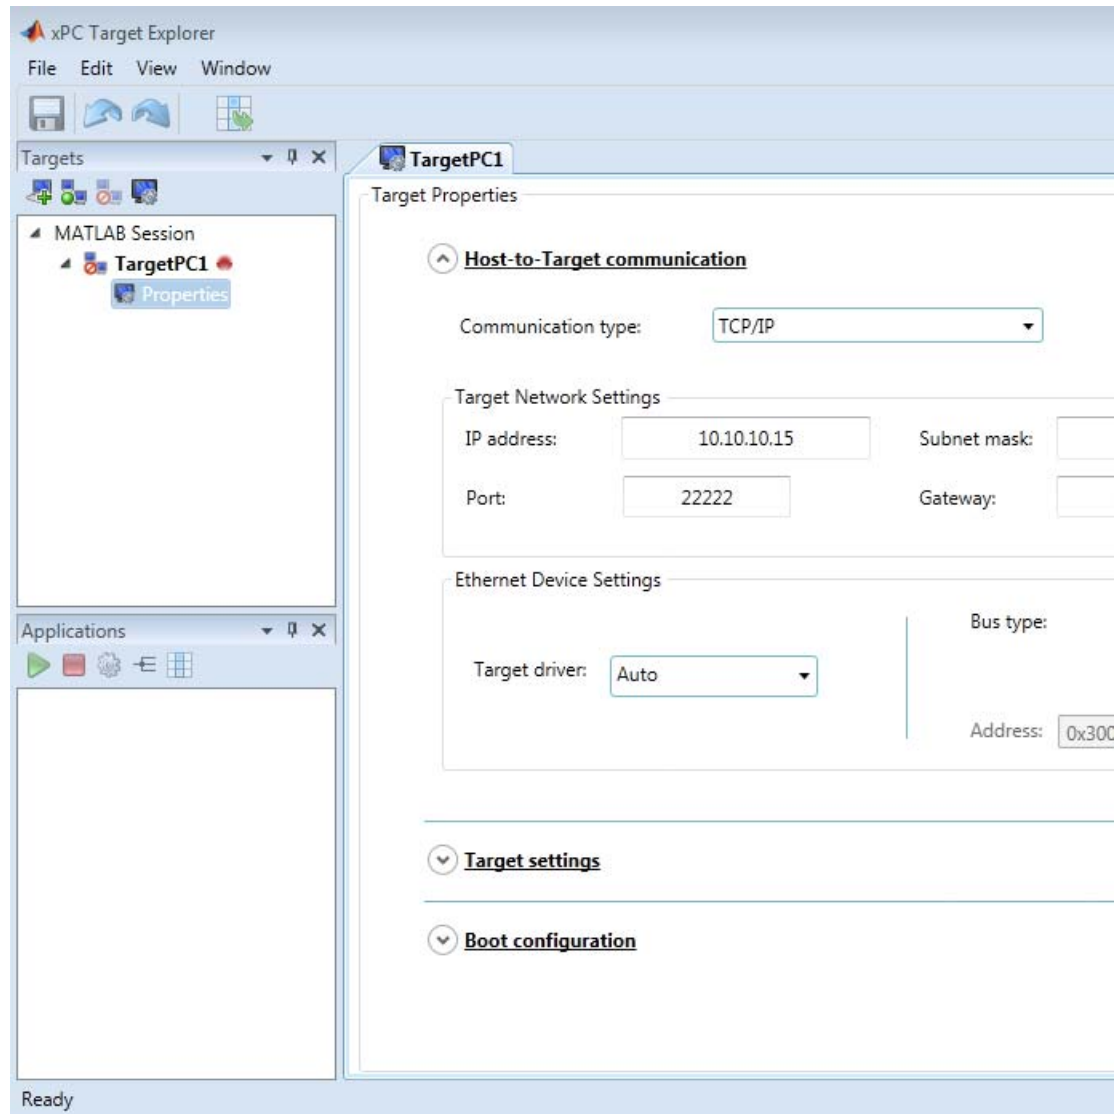 xPC Target Explorer
File Edit View Window
Targets
TargetPC1
MATLAB Session
TargetPC1
Properties
Target Properties
Host-to-Target communication
Communication type: TCP/IP
Target Network Settings
IP address: 10.10.10.15 Subnet mask:
Port: 22222 Gateway:
Ethernet Device Settings
Bus type:
Target driver: Auto
Address: 0x300
Target settings
Boot configuration
Applications
Ready